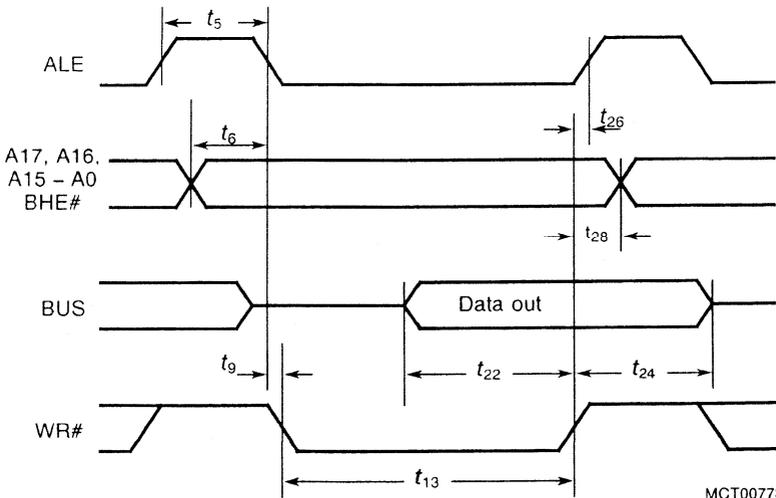 t5
ALE
t26
t6
A17, A16,
A15 – A0
BHE#
t28
BUS
Data out
t9
t22
t24
WR#
t13